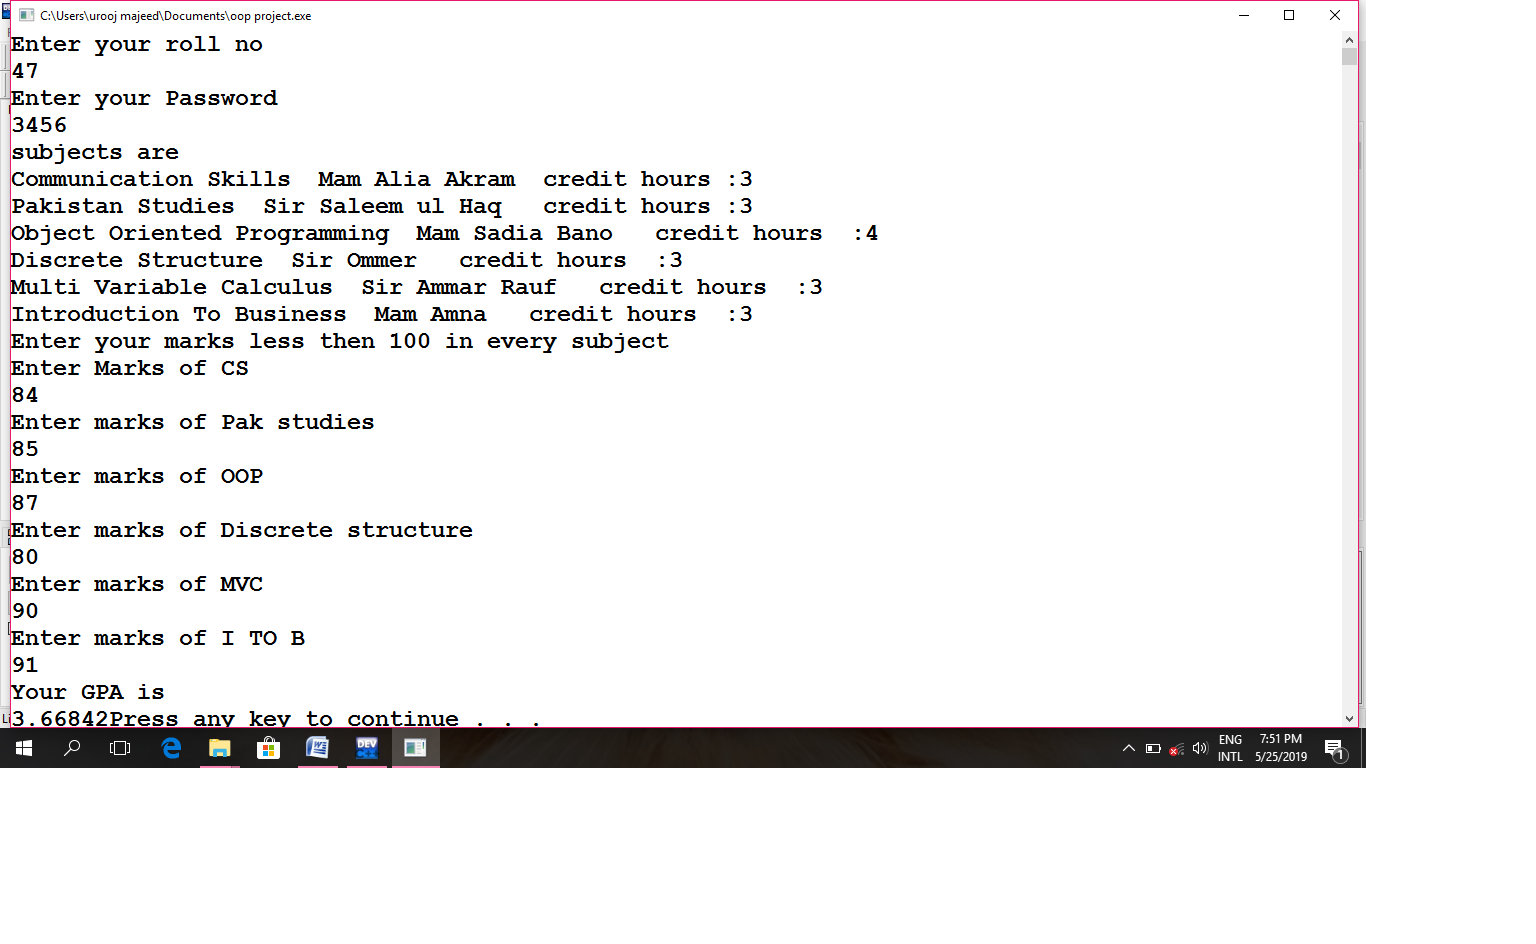 C:\Users\urooj majeed\Documents\oop project.exe
Enter your roll no
47
Enter your Password
3456
subjects are
Communication Skills  Mam Alia Akram  credit hours :3
Pakistan Studies  Sir Saleem ul Haq   credit hours :3
Object Oriented Programming  Mam Sadia Bano   credit hours  :4
Discrete Structure  Sir Ommer   credit hours  :3
Multi Variable Calculus  Sir Ammar Rauf   credit hours  :3
Introduction To Business  Mam Amna   credit hours  :3
Enter your marks less then 100 in every subject
Enter Marks of CS
84
Enter marks of Pak studies
85
Enter marks of OOP
87
Enter marks of Discrete structure
80
Enter marks of MVC
90
Enter marks of I TO B
91
Your GPA is
3.66842Press any key to continue . . .
Li
DEV
ENG
INTL
7:51 PM
5/25/2019
1